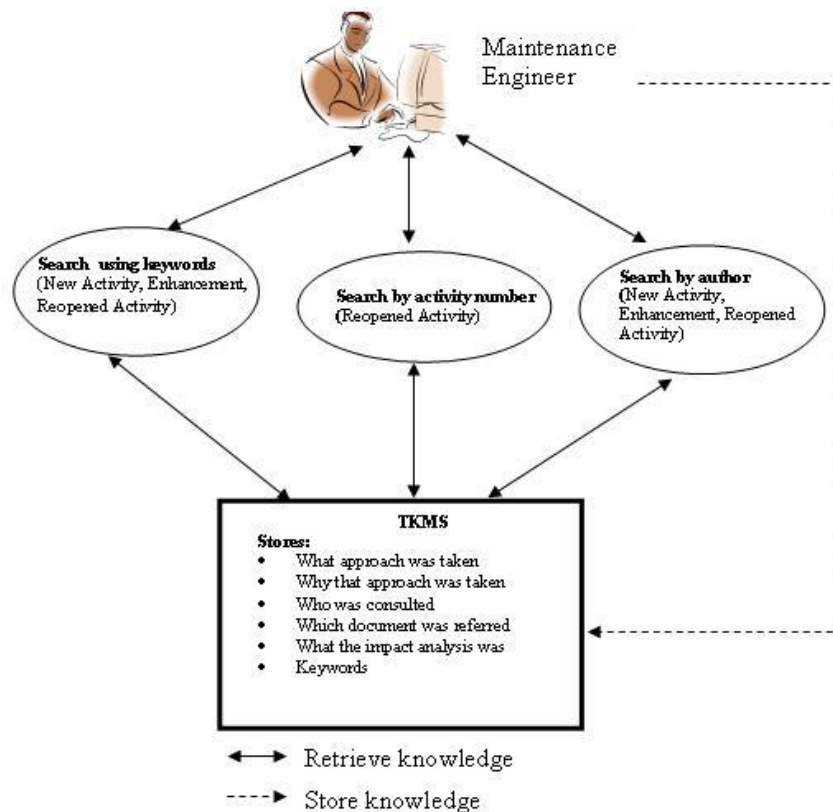 Maintenance
Engineer
Search using keywords
(New Activity, Enhancement,
Reopened Activity)
Search by activity number
(Reopened Activity)
Search by author
(New Activity,
Enhancement, Reopened
Activity)
TKMS
Stores:
• What approach was taken
• Why that approach was taken
• Who was consulted
• Which document was referred
• What the impact analysis was
• Keywords
Retrieve knowledge
Store knowledge